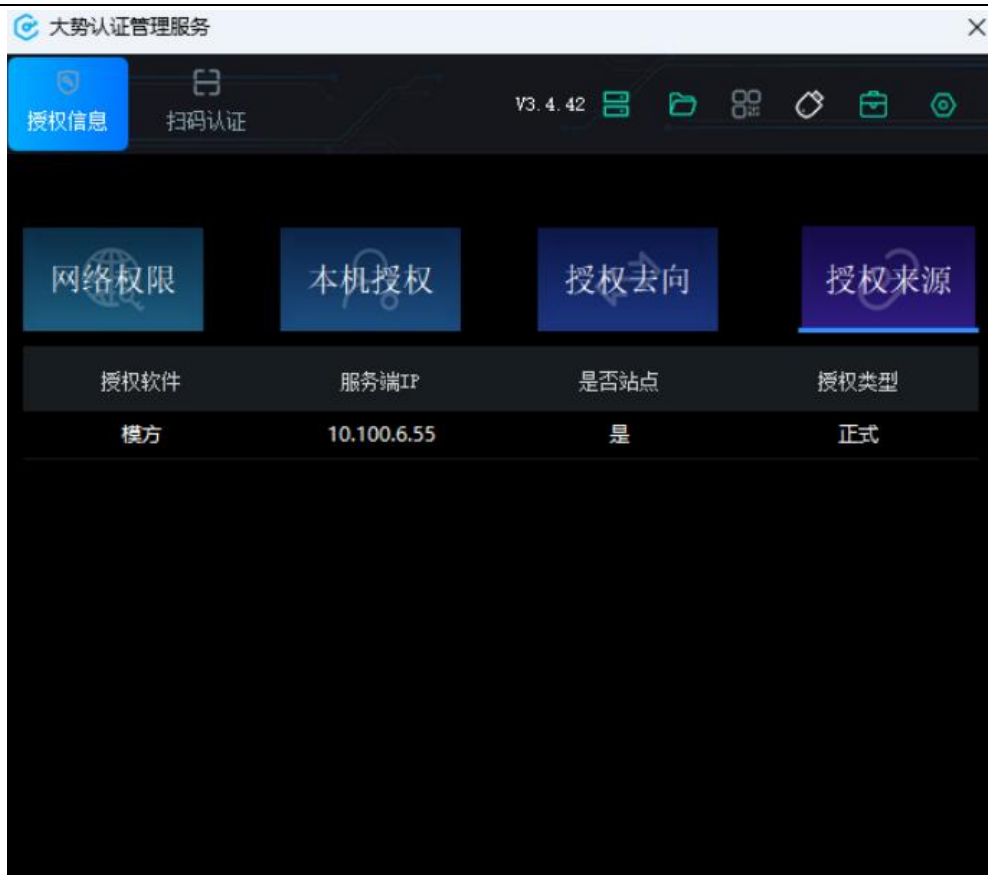 大势认证管理服务
授权信息 扫码认证 V3.4.42
网络权限 本机授权 授权去向 授权来源
授权软件 服务端IP 是否站点 授权类型
模方 10.100.6.55 是 正式